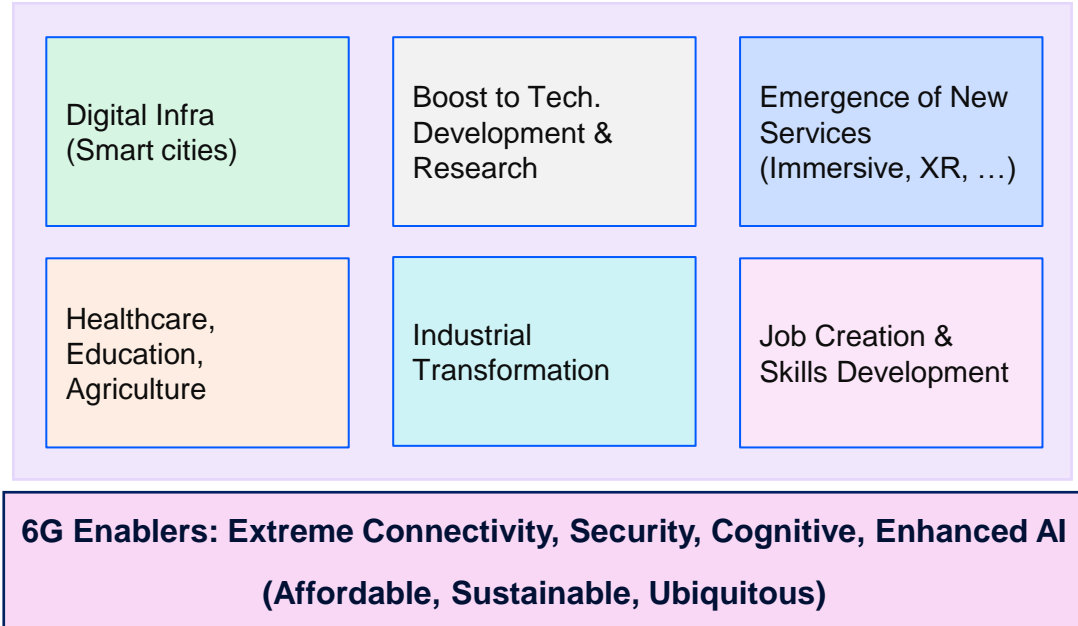 Digital Infra
(Smart cities)
Boost to Tech.
Development &
Research
Emergence of New
Services
(Immersive, XR, …)
Healthcare,
Education,
Agriculture
Industrial
Transformation
Job Creation &
Skills Development
6G Enablers: Extreme Connectivity, Security, Cognitive, Enhanced AI
(Affordable, Sustainable, Ubiquitous)